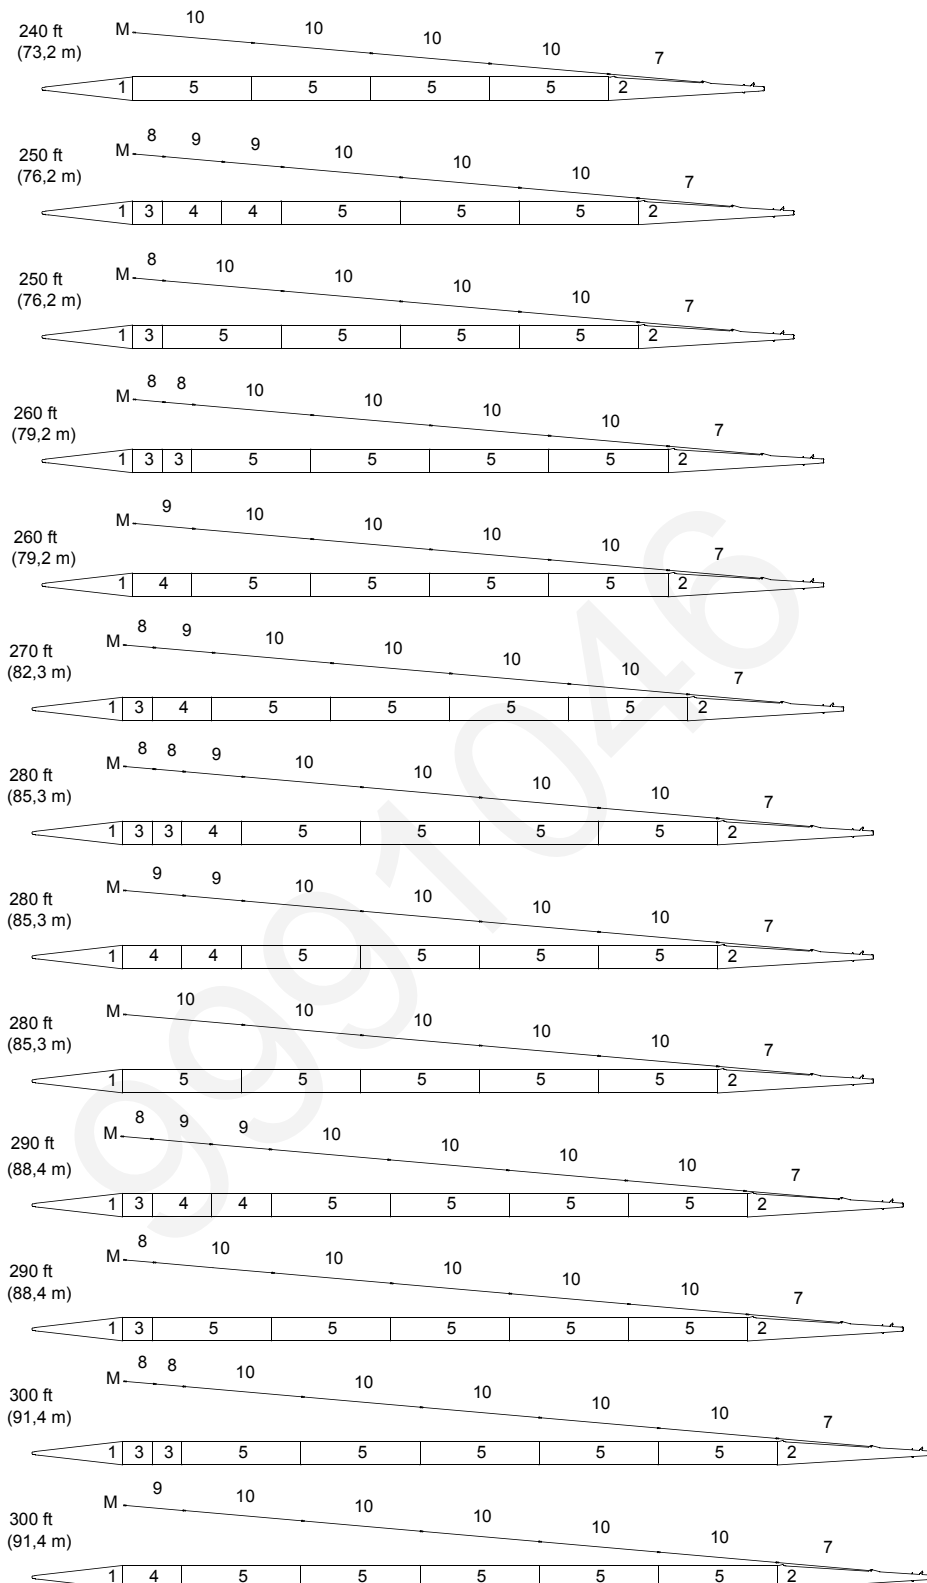 240 ft
(73,2 m)
M 10 10 10 10 7
1 5 5 5 5 2
250 ft
(76,2 m)
M 8 9 9 10 10 10 7
1 3 4 4 5 5 5 2
250 ft
(76,2 m)
M 8 10 10 10 10 7
1 3 5 5 5 5 2
260 ft
(79,2 m)
M 8 8 10 10 10 10 7
1 3 3 5 5 5 5 2
260 ft
(79,2 m)
M 9 10 10 10 10 7
1 4 5 5 5 5 2
270 ft
(82,3 m)
M 8 9 10 10 10 10 7
1 3 4 5 5 5 5 2
280 ft
(85,3 m)
M 8 8 9 10 10 10 10 7
1 3 3 4 5 5 5 5 2
280 ft
(85,3 m)
M 9 9 10 10 10 10 7
1 4 4 5 5 5 5 2
280 ft
(85,3 m)
M 10 10 10 10 10 7
1 5 5 5 5 5 2
290 ft
(88,4 m)
M 8 9 9 10 10 10 10 7
1 3 4 4 5 5 5 5 2
290 ft
(88,4 m)
M 8 10 10 10 10 10 7
1 3 5 5 5 5 5 2
300 ft
(91,4 m)
M 8 8 10 10 10 10 10 7
1 3 3 5 5 5 5 5 2
300 ft
(91,4 m)
M 9 10 10 10 10 10 7
1 4 5 5 5 5 5 2
9991046